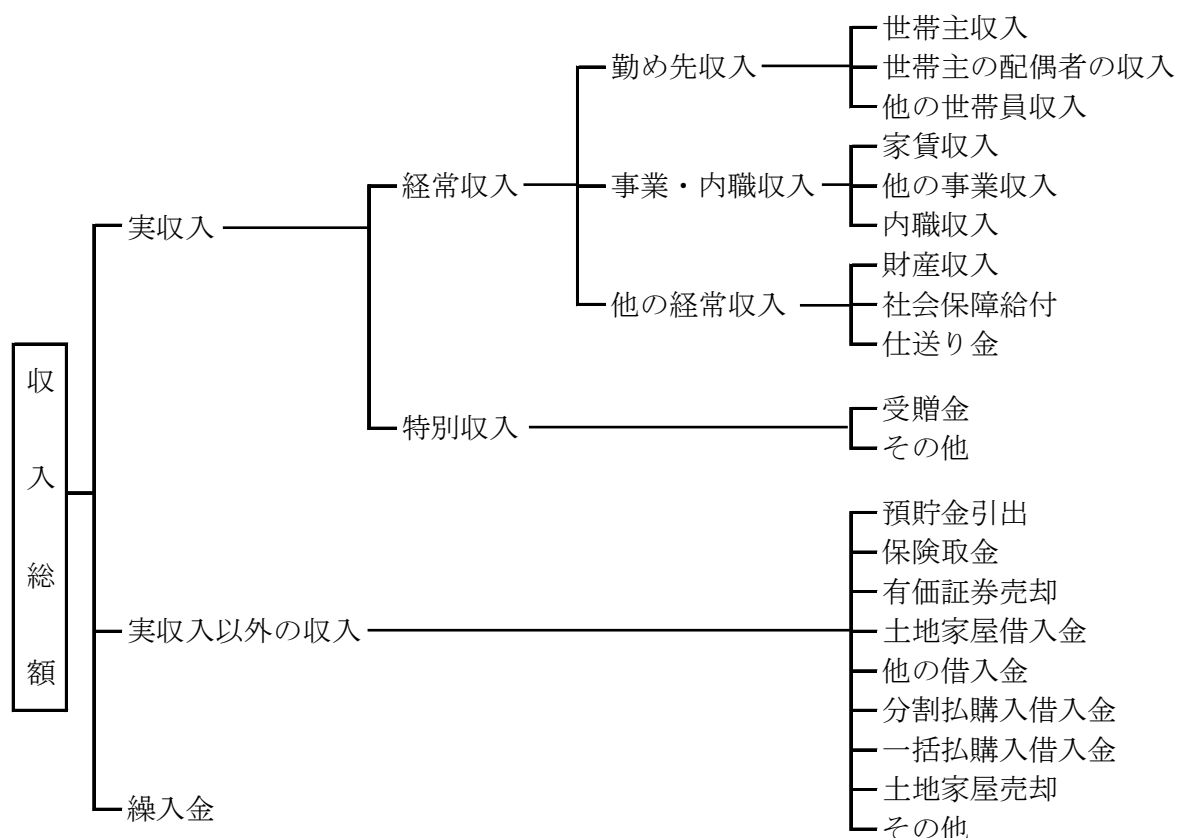 収入総額
実収入
経常収入
勤め先収入
世帯主収入
世帯主の配偶者の収入
他の世帯員収入
事業・内職収入
家賃収入
他の事業収入
内職収入
他の経常収入
財産収入
社会保障給付
仕送り金
特別収入
受贈金
その他
実収入以外の収入
預貯金引出
保険取金
有価証券売却
土地家屋借入金
他の借入金
分割払購入借入金
一括払購入借入金
土地家屋売却
その他
繰入金